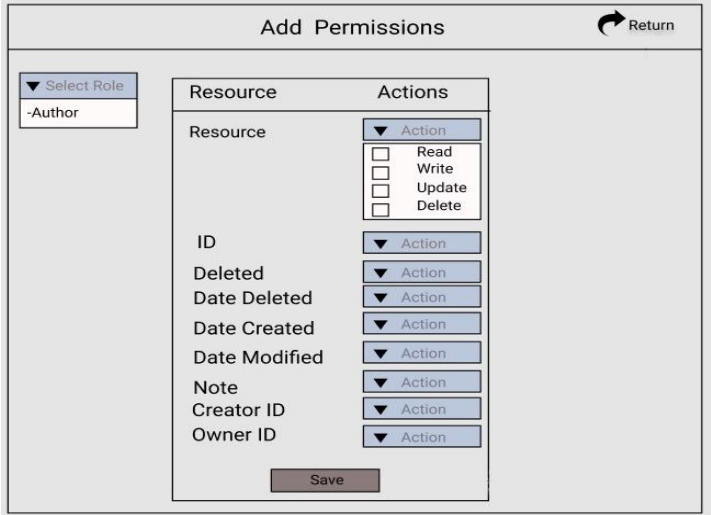 Add Permissions
Return
Select Role
-Author
Resource Actions
Resource Action
Read
Write
Update
Delete
ID Action
Deleted Action
Date Deleted Action
Date Created Action
Date Modified Action
Note Action
Creator ID Action
Owner ID Action
Save